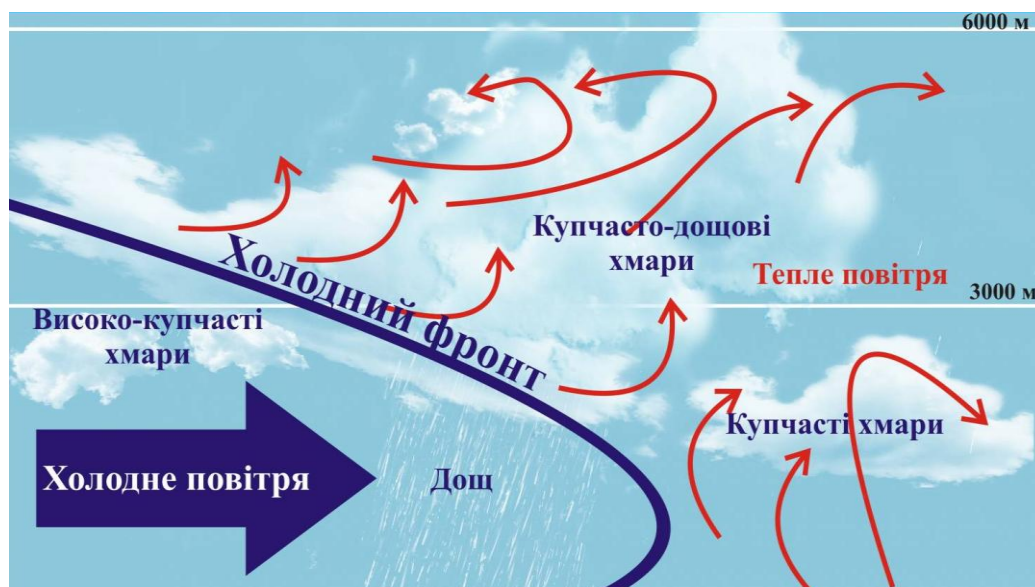 6000 м
Купчасто-дощові
хмари
Тепле повітря
Холодний фронт
3000 м
Високо-купчасті
хмари
Купчасті хмари
Холодне повітря
Дощ